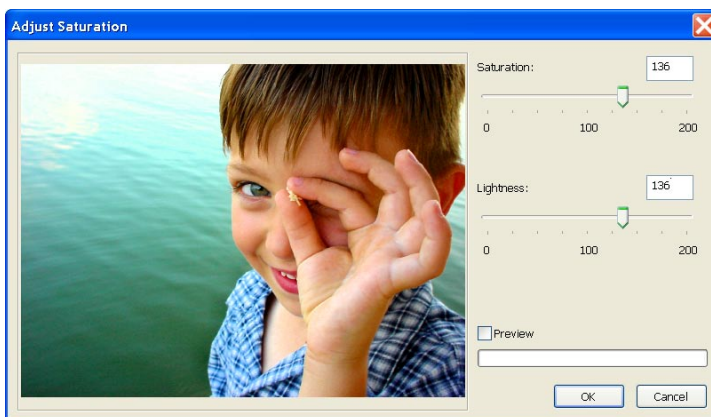 Adjust Saturation
Saturation: 136
0 100 200
Lightness: 136
0 100 200
Preview
OK Cancel